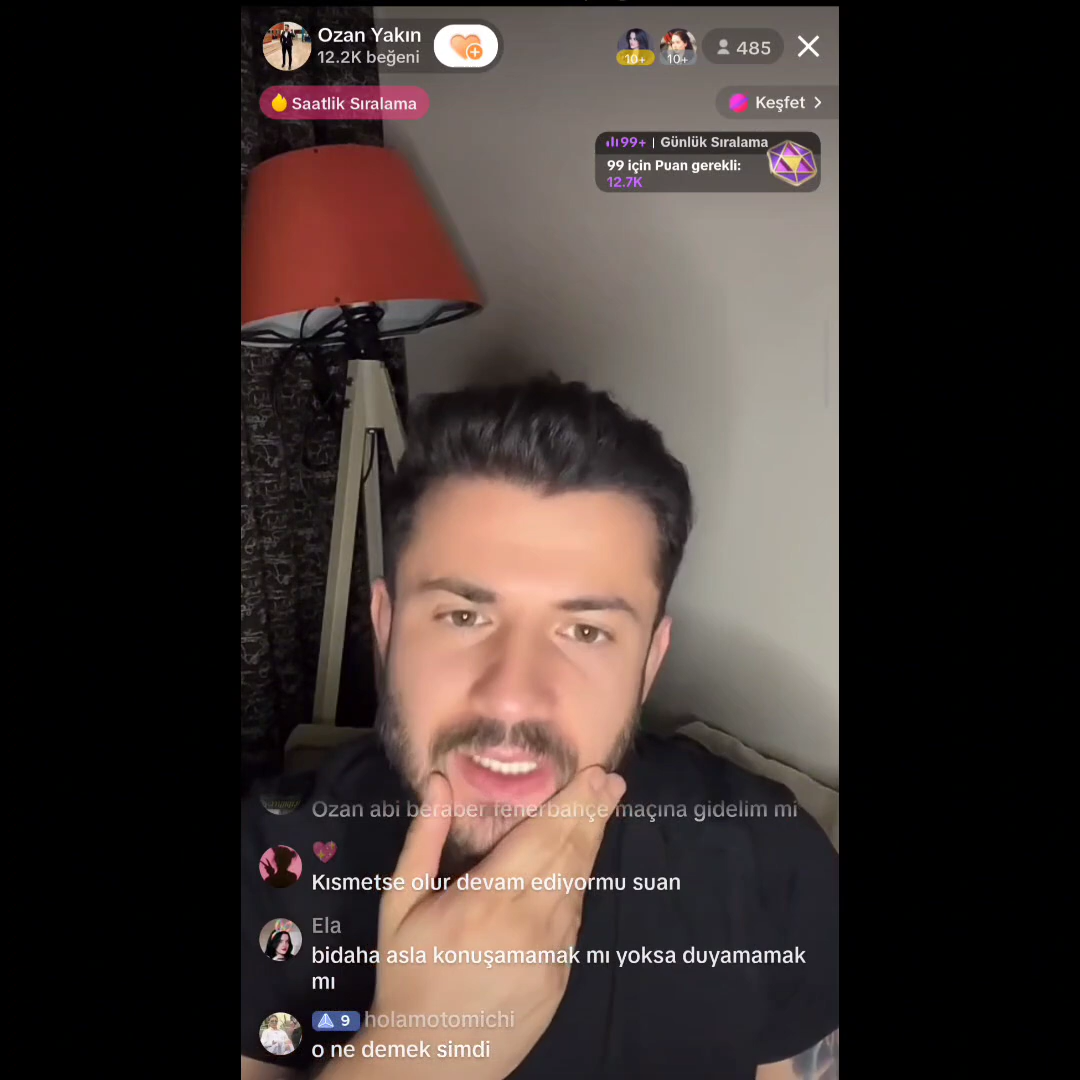 Ozan Yakın
12.2K beğeni
10+
10+
485
Saatlik Sıralama
Keşfet
99+ | Günlük Sıralama
99 için Puan gerekli:
12.7K
Ozan abi beraber fenerbahçe maçına gidelim mi
Kısmetse olur devam ediyormu suan
Ela
bidaha asla konuşamamak mı yoksa duyamamak
mı
9 holamotomichi
o ne demek simdi